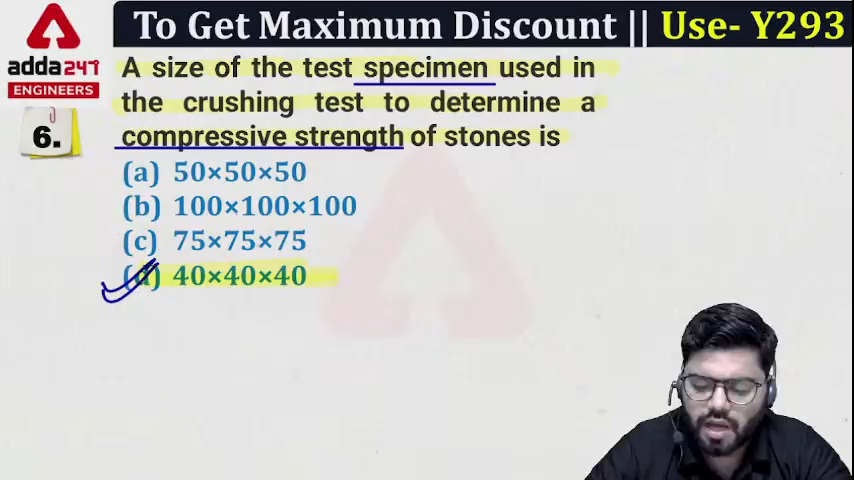 To Get Maximum Discount || Use- Y293
adda247
ENGINEERS
6.
A size of the test specimen used in
the crushing test to determine a
compressive strength of stones is
(a) 50×50×50
(b) 100×100×100
(c) 75×75×75
(d) 40×40×40